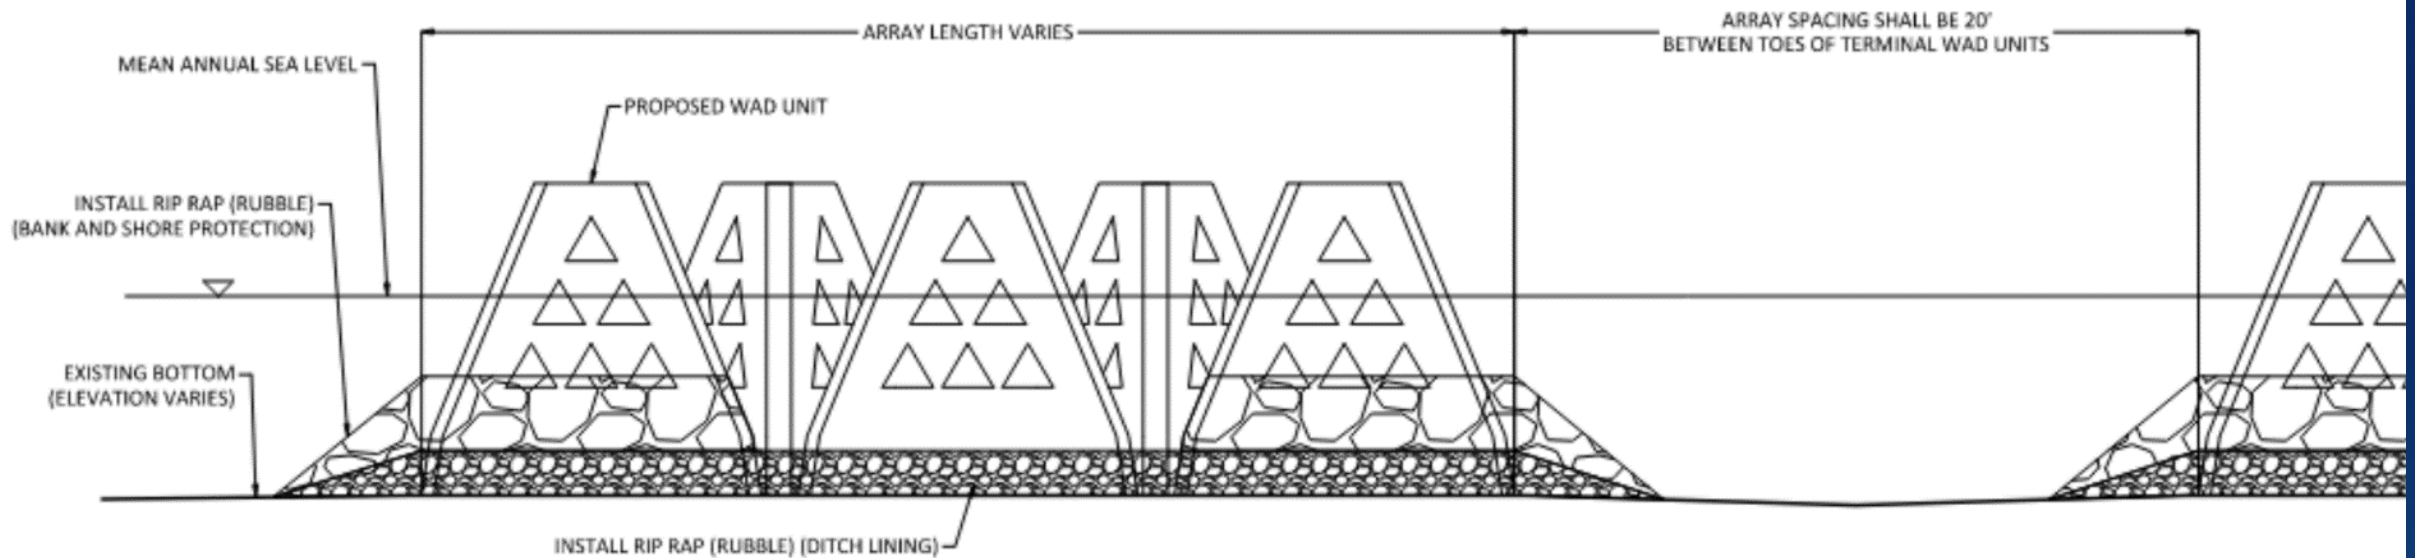 ARRAY LENGTH VARIES
ARRAY SPACING SHALL BE 20'
BETWEEN TOES OF TERMINAL WAD UNITS
MEAN ANNUAL SEA LEVEL
PROPOSED WAD UNIT
INSTALL RIP RAP (RUBBLE)
(BANK AND SHORE PROTECTION)
EXISTING BOTTOM
(ELEVATION VARIES)
INSTALL RIP RAP (RUBBLE) (DITCH LINING)